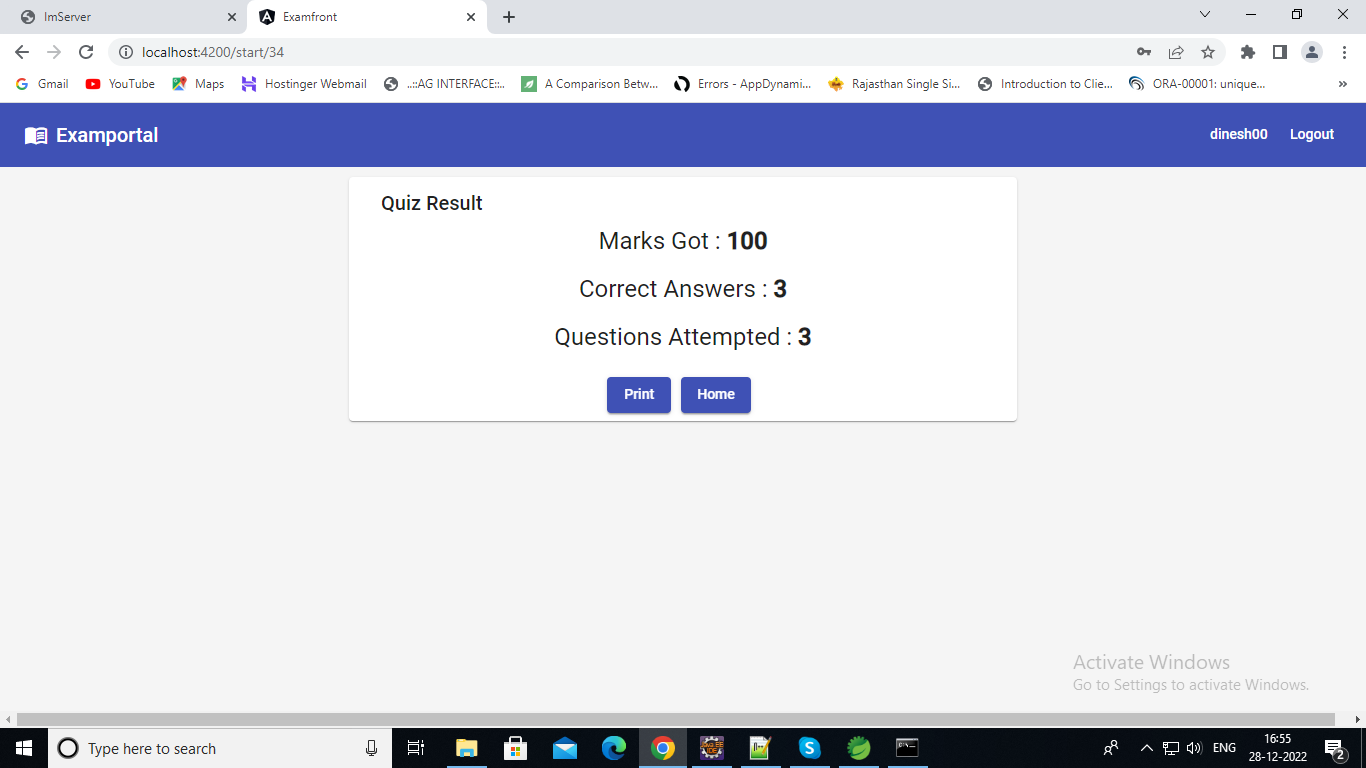 ImServer
Examfront
localhost:4200/start/34
Gmail
YouTube
Maps
Hostinger Webmail
..::AG INTERFACE::..
A Comparison Betw...
Errors - AppDynami...
Rajasthan Single Si...
Introduction to Clie...
ORA-00001: unique...
»
Examportal
dinesh00
Logout
Quiz Result
Marks Got : 100
Correct Answers : 3
Questions Attempted : 3
Print
Home
Activate Windows
Go to Settings to activate Windows.
Type here to search
ENG
16:55
28-12-2022
2